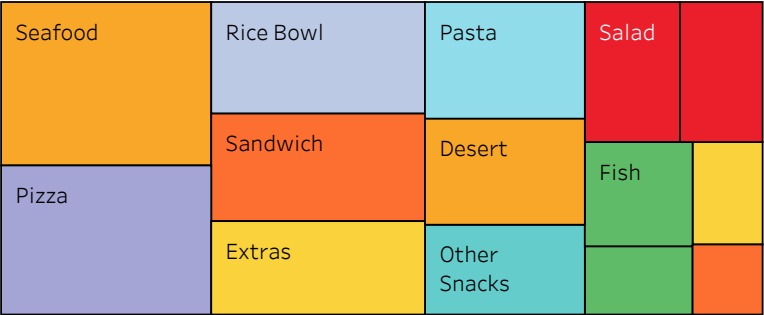 Seafood
Pizza
Rice Bowl
Sandwich
Extras
Pasta
Desert
Other
Snacks
Salad
Fish